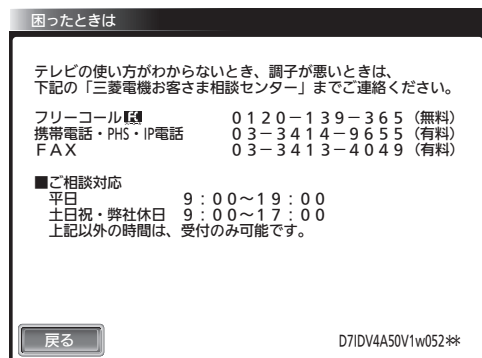 困ったときは
テレビの使い方がわからないとき、調子が悪いときは、
下記の「三菱電機お客さま相談センター」までご連絡ください。
フリーコール 0120-139-365(無料)
携帯電話・PHS・IP電話 03-3414-9655(有料)
FAX 03-3413-4049(有料)
■ご相談対応
平日 9:00～19:00
土日祝・弊社休日 9:00～17:00
上記以外の時間は、受付のみ可能です。
戻る
D7IDV4A50V1w052**